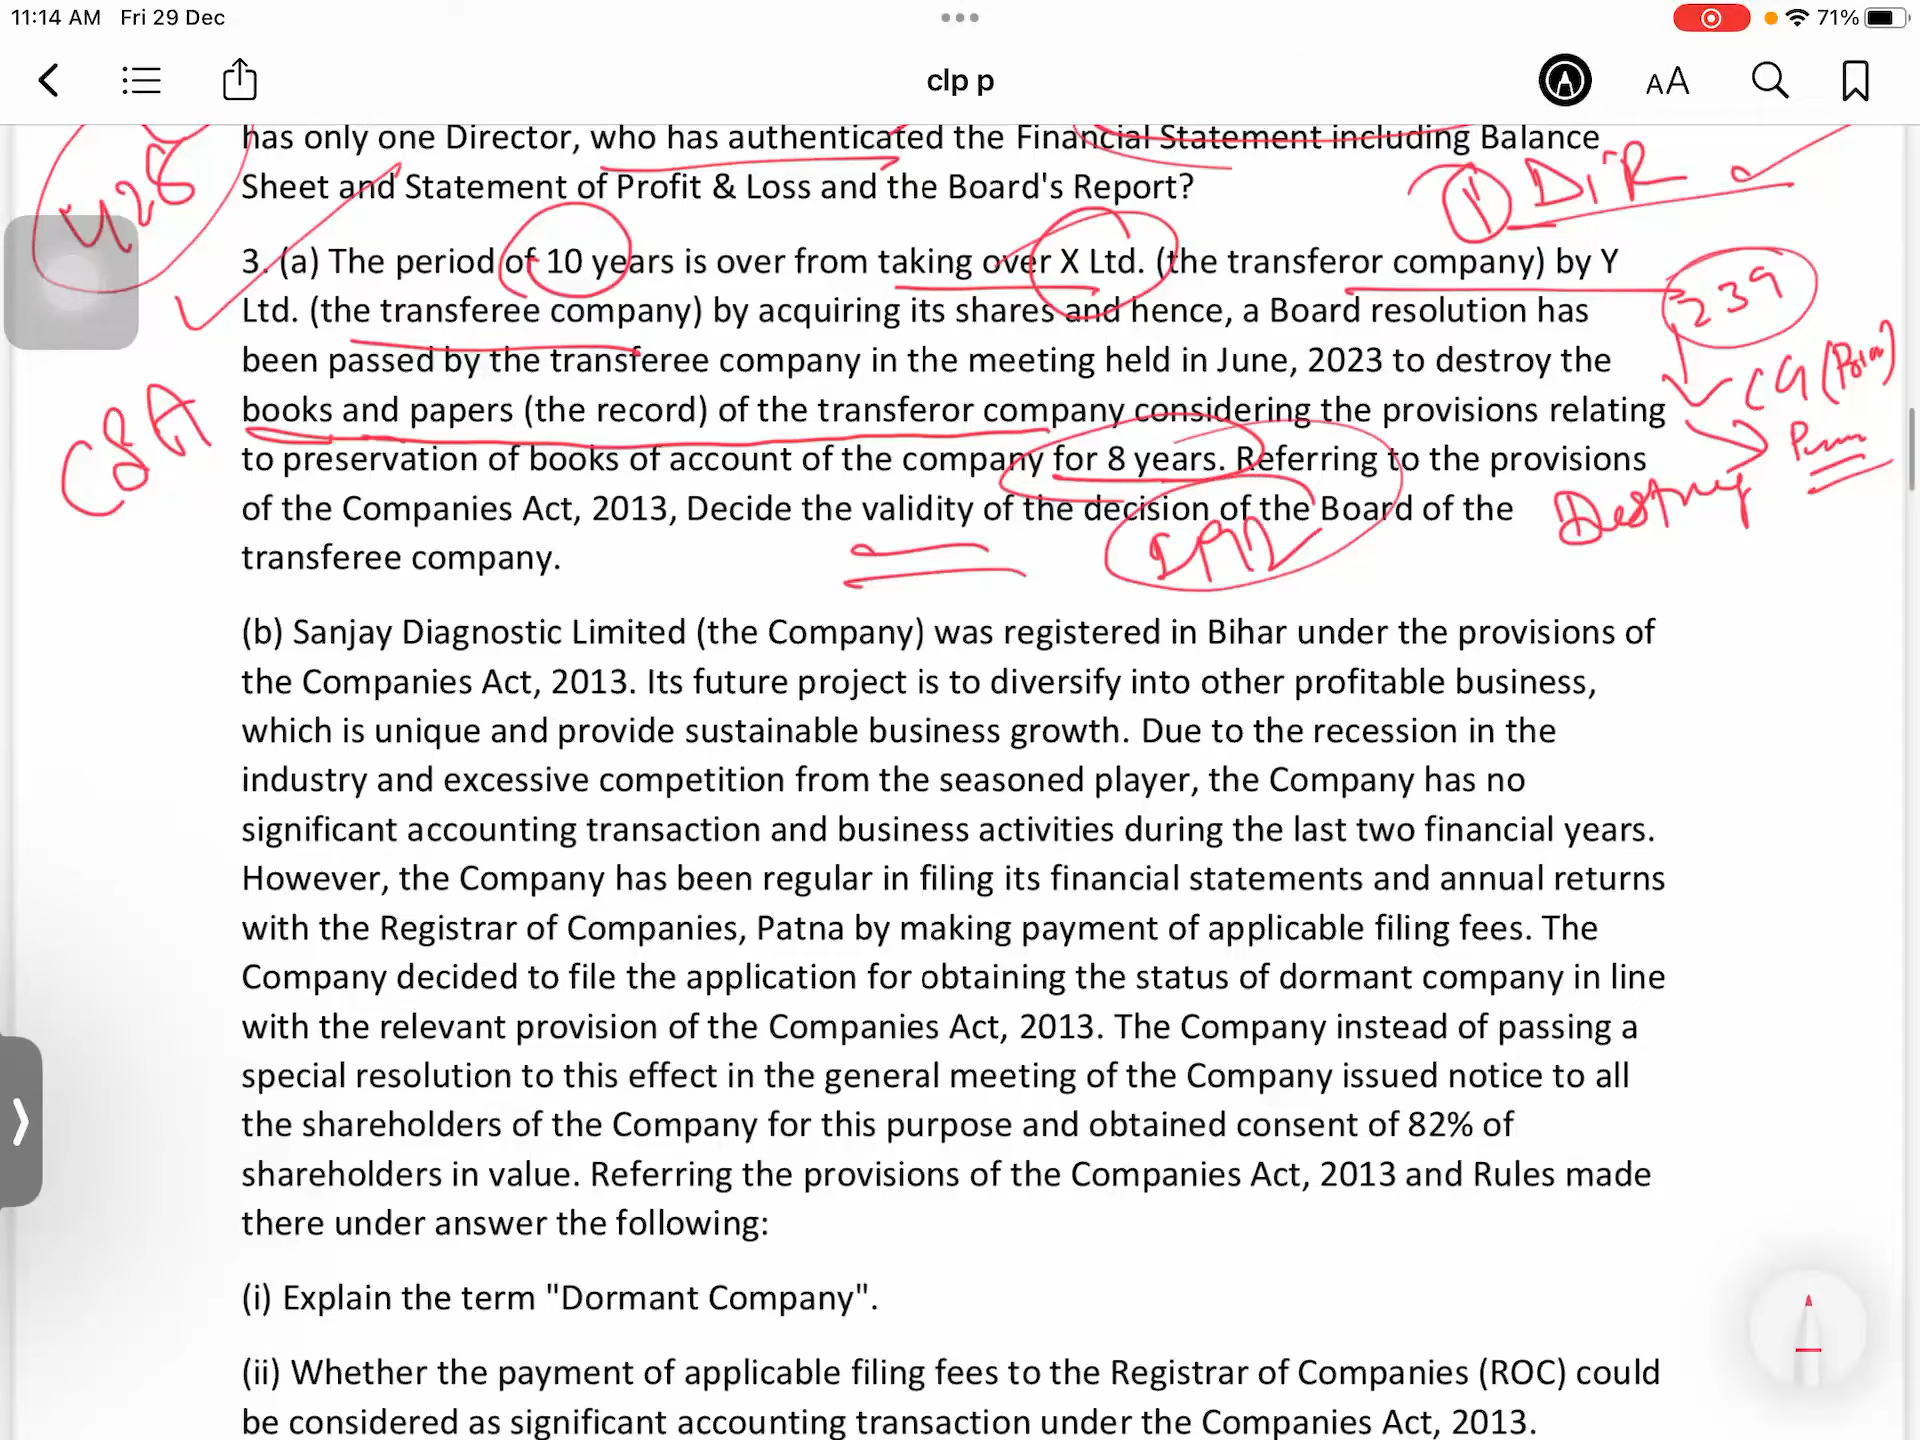 11:14 AM Fri 29 Dec
71%
clp p
AA
has only one Director, who has authenticated the Financial Statement including Balance
Sheet and Statement of Profit & Loss and the Board's Report?
428
① DIR
3. (a) The period of 10 years is over from taking over X Ltd. (the transferor company) by Y
Ltd. (the transferee company) by acquiring its shares and hence, a Board resolution has
been passed by the transferee company in the meeting held in June, 2023 to destroy the
books and papers (the record) of the transferor company considering the provisions relating
to preservation of books of account of the company for 8 years. Referring to the provisions
of the Companies Act, 2013, Decide the validity of the decision of the Board of the
transferee company.
239
CG
Destroy
C&A
(b) Sanjay Diagnostic Limited (the Company) was registered in Bihar under the provisions of
the Companies Act, 2013. Its future project is to diversify into other profitable business,
which is unique and provide sustainable business growth. Due to the recession in the
industry and excessive competition from the seasoned player, the Company has no
significant accounting transaction and business activities during the last two financial years.
However, the Company has been regular in filing its financial statements and annual returns
with the Registrar of Companies, Patna by making payment of applicable filing fees. The
Company decided to file the application for obtaining the status of dormant company in line
with the relevant provision of the Companies Act, 2013. The Company instead of passing a
special resolution to this effect in the general meeting of the Company issued notice to all
the shareholders of the Company for this purpose and obtained consent of 82% of
shareholders in value. Referring the provisions of the Companies Act, 2013 and Rules made
there under answer the following:
(i) Explain the term "Dormant Company".
(ii) Whether the payment of applicable filing fees to the Registrar of Companies (ROC) could
be considered as significant accounting transaction under the Companies Act, 2013.